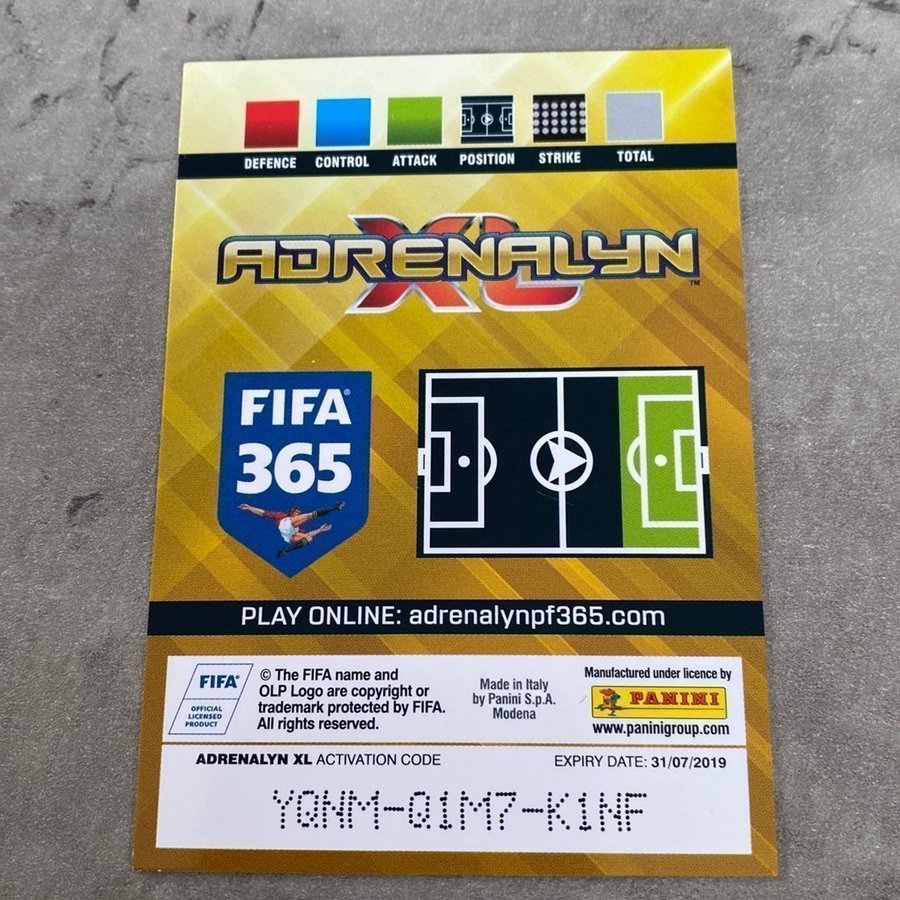 DEFENCE CONTROL ATTACK POSITION STRIKE TOTAL
ADRENALYN XL™
FIFA®
365
PLAY ONLINE: adrenalynpf365.com
FIFA®
OFFICIAL
LICENSED
PRODUCT
© The FIFA name and
OLP Logo are copyright or
trademark protected by FIFA.
All rights reserved.
Made in Italy
by Panini S.p.A.
Modena
Manufactured under licence by
PANINI
www.paninigroup.com
ADRENALYN XL ACTIVATION CODE
EXPIRY DATE: 31/07/2019
YQNM-Q1M7-K1NF